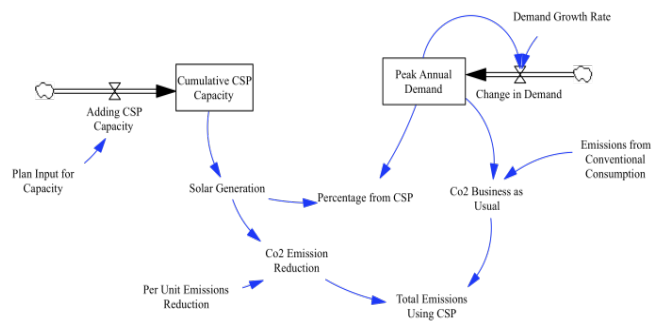 Demand Growth Rate
Cumulative CSP
Capacity
Peak Annual
Demand
Adding CSP
Capacity
Change in Demand
Plan Input for
Capacity
Emissions from
Conventional
Consumption
Solar Generation
Percentage from CSP
Co2 Business as
Usual
Co2 Emission
Reduction
Per Unit Emissions
Reduction
Total Emissions
Using CSP